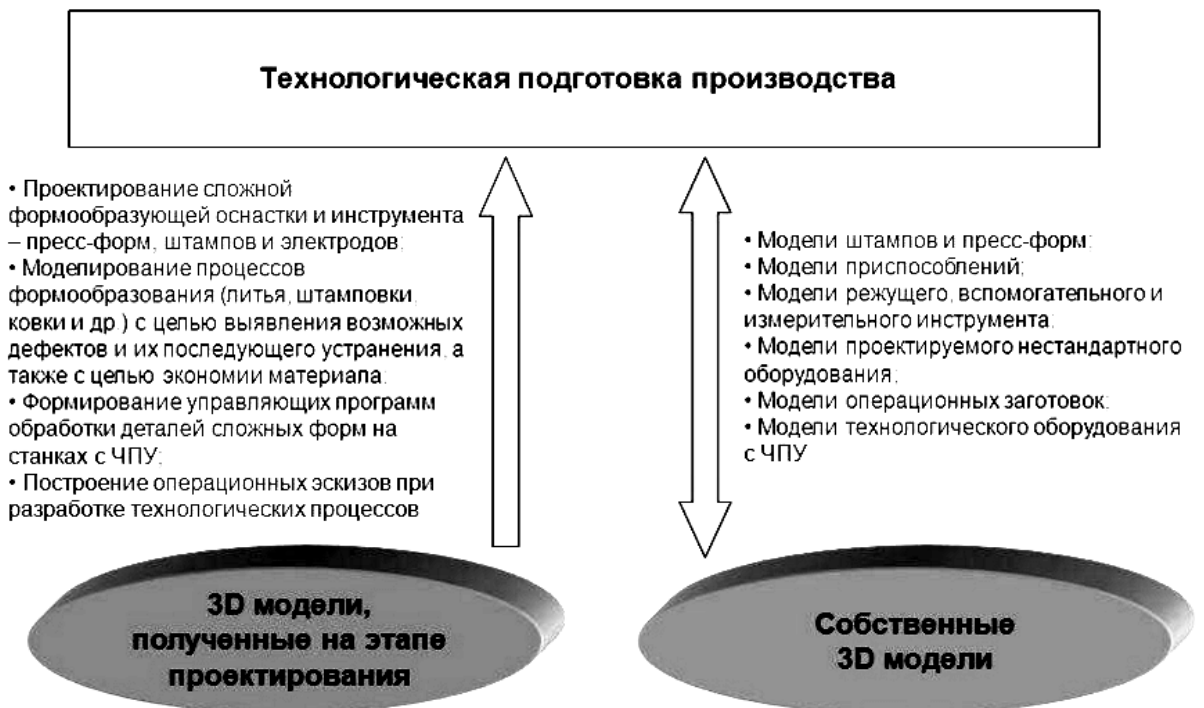 Технологическая подготовка производства
• Проектирование сложной
формообразующей оснастки и инструмента
– пресс-форм, штампов и электродов;
• Моделирование процессов
формообразования (литья, штамповки,
ковки и др.) с целью выявления возможных
дефектов и их последующего устранения, а
также с целью экономии материала;
• Формирование управляющих программ
обработки деталей сложных форм на
станках с ЧПУ;
• Построение операционных эскизов при
разработке технологических процессов
• Модели штампов и пресс-форм;
• Модели приспособлений;
• Модели режущего, вспомогательного и
измерительного инструмента;
• Модели проектируемого нестандартного
оборудования;
• Модели операционных заготовок;
• Модели технологического оборудования
с ЧПУ
3D модели,
полученные на этапе
проектирования
Собственные
3D модели